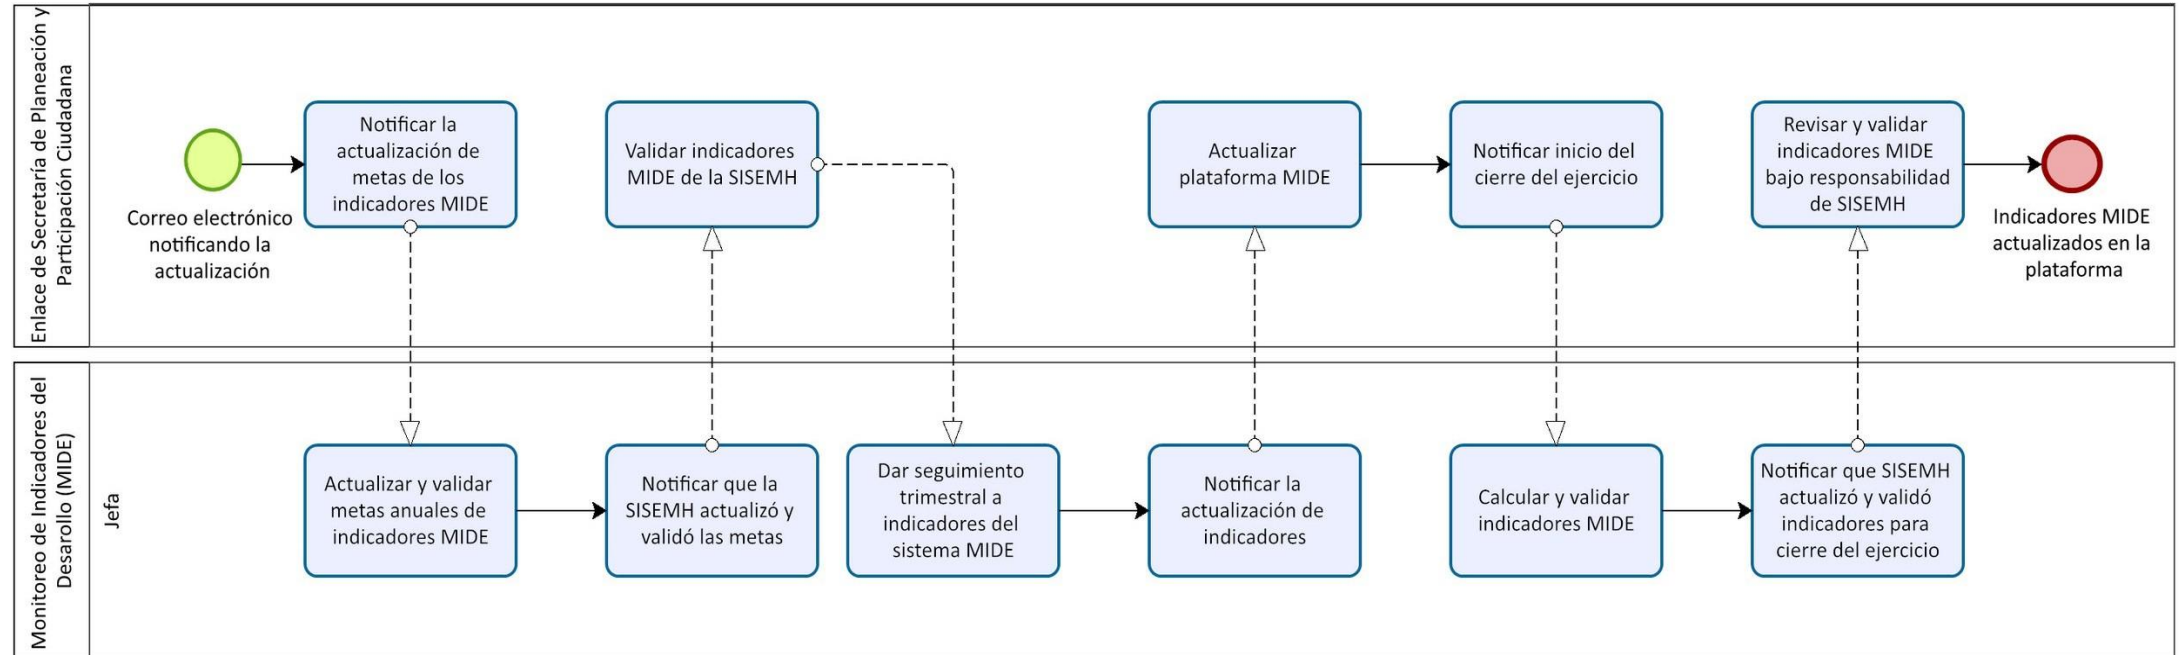 Enlace de Secretaría de Planeación y
Participación Ciudadana
Correo electrónico
notificando la
actualización
Notificar la
actualización de
metas de los
indicadores MIDE
Validar indicadores
MIDE de la SISEMH
Actualizar
plataforma MIDE
Notificar inicio del
cierre del ejercicio
Revisar y validar
indicadores MIDE
bajo responsabilidad
de SISEMH
Indicadores MIDE
actualizados en la
plataforma
Monitoreo de Indicadores del
Desarollo (MIDE)
Jefa
Actualizar y validar
metas anuales de
indicadores MIDE
Notificar que la
SISEMH actualizó y
validó las metas
Dar seguimiento
trimestral a
indicadores del
sistema MIDE
Notificar la
actualización de
indicadores
Calcular y validar
indicadores MIDE
Notificar que SISEMH
actualizó y validó
indicadores para
cierre del ejercicio